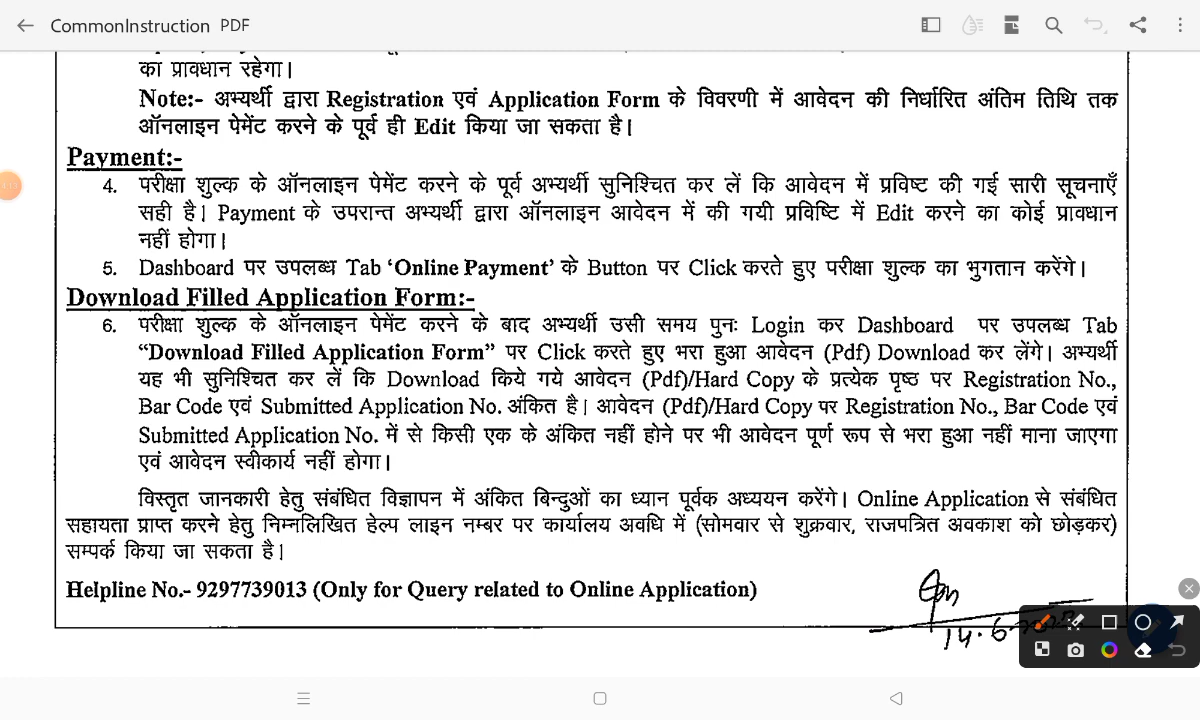 CommonInstruction PDF
का प्रावधान रहेगा।
Note:- अभ्यर्थी द्वारा Registration एवं Application Form के विवरणी में आवेदन की निर्धारित अंतिम तिथि तक
ऑनलाइन पेमेंट करने के पूर्व ही Edit किया जा सकता है।
Payment:-
4. परीक्षा शुल्क के ऑनलाइन पेमेंट करने के पूर्व अभ्यर्थी सुनिश्चित कर लें कि आवेदन में प्रविष्ट की गई सारी सूचनाएँ
सही है। Payment के उपरान्त अभ्यर्थी द्वारा ऑनलाइन आवेदन में की गयी प्रविष्टि में Edit करने का कोई प्रावधान
नहीं होगा।
5. Dashboard पर उपलब्ध Tab ‘Online Payment’ के Button पर Click करते हुए परीक्षा शुल्क का भुगतान करेंगे।
Download Filled Application Form:-
6. परीक्षा शुल्क के ऑनलाइन पेमेंट करने के बाद अभ्यर्थी उसी समय पुनः Login कर Dashboard पर उपलब्ध Tab
“Download Filled Application Form” पर Click करते हुए भरा हुआ आवेदन (Pdf) Download कर लेंगे। अभ्यर्थी
यह भी सुनिश्चित कर लें कि Download किये गये आवेदन (Pdf)/Hard Copy के प्रत्येक पृष्ठ पर Registration No.,
Bar Code एवं Submitted Application No. अंकित है। आवेदन (Pdf)/Hard Copy पर Registration No., Bar Code एवं
Submitted Application No. में से किसी एक के अंकित नहीं होने पर भी आवेदन पूर्ण रूप से भरा हुआ नहीं माना जाएगा
एवं आवेदन स्वीकार्य नहीं होगा।
विस्तृत जानकारी हेतु संबंधित विज्ञापन में अंकित बिन्दुओं का ध्यान पूर्वक अध्ययन करेंगे। Online Application से संबंधित
सहायता प्राप्त करने हेतु निम्नलिखित हेल्प लाइन नम्बर पर कार्यालय अवधि में (सोमवार से शुक्रवार, राजपत्रित अवकाश को छोड़कर)
सम्पर्क किया जा सकता है।
Helpline No.- 9297739013 (Only for Query related to Online Application)
14.6